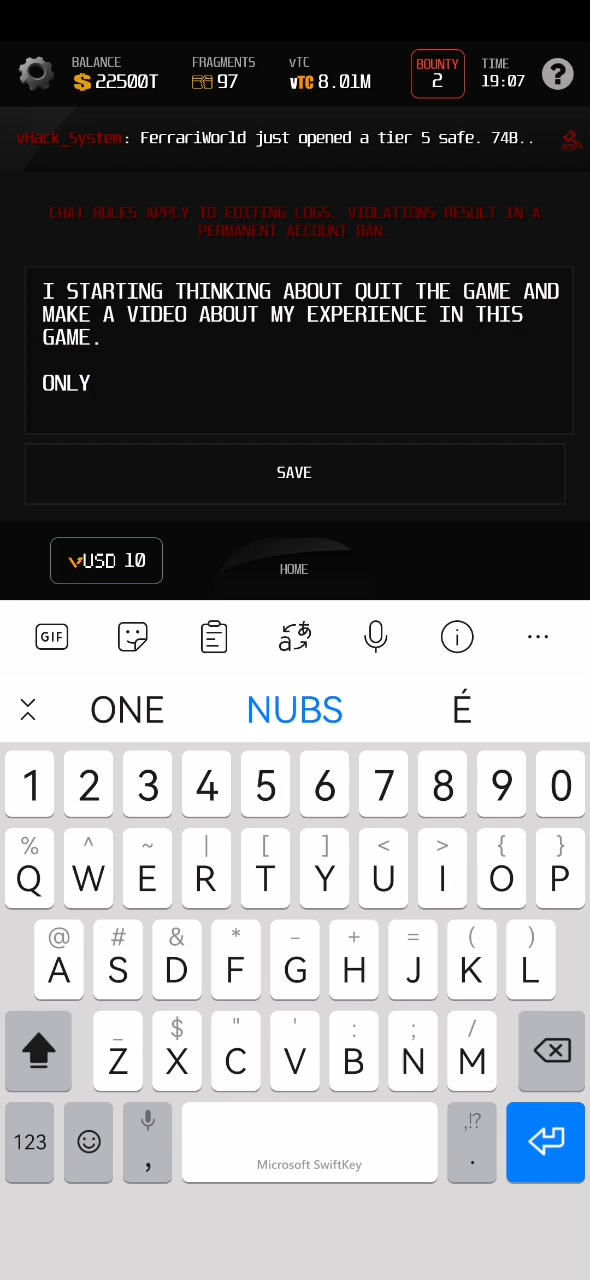 BALANCE FRAGMENTS vTC BOUNTY TIME
$ 22500T 97 vTC 8.01M 2 19:07 ?
vHack_System: FerrariWorld just opened a tier 5 safe. 74B..
CHAT RULES APPLY TO EDITING LOGS, VIOLATIONS RESULT IN A
PERMANENT ACCOUNT BAN.
I STARTING THINKING ABOUT QUIT THE GAME AND
MAKE A VIDEO ABOUT MY EXPERIENCE IN THIS
GAME.
ONLY
SAVE
VUSD 10 HOME
GIF a あ i ...
ONE NUBS É
1 2 3 4 5 6 7 8 9 0
% ^ ~ | [ ] < > { }
Q W E R T Y U I O P
@ # & * - + = ( )
A S D F G H J K L
_ $ " ' : ; /
Z X C V B N M
,!?
123 , Microsoft SwiftKey .